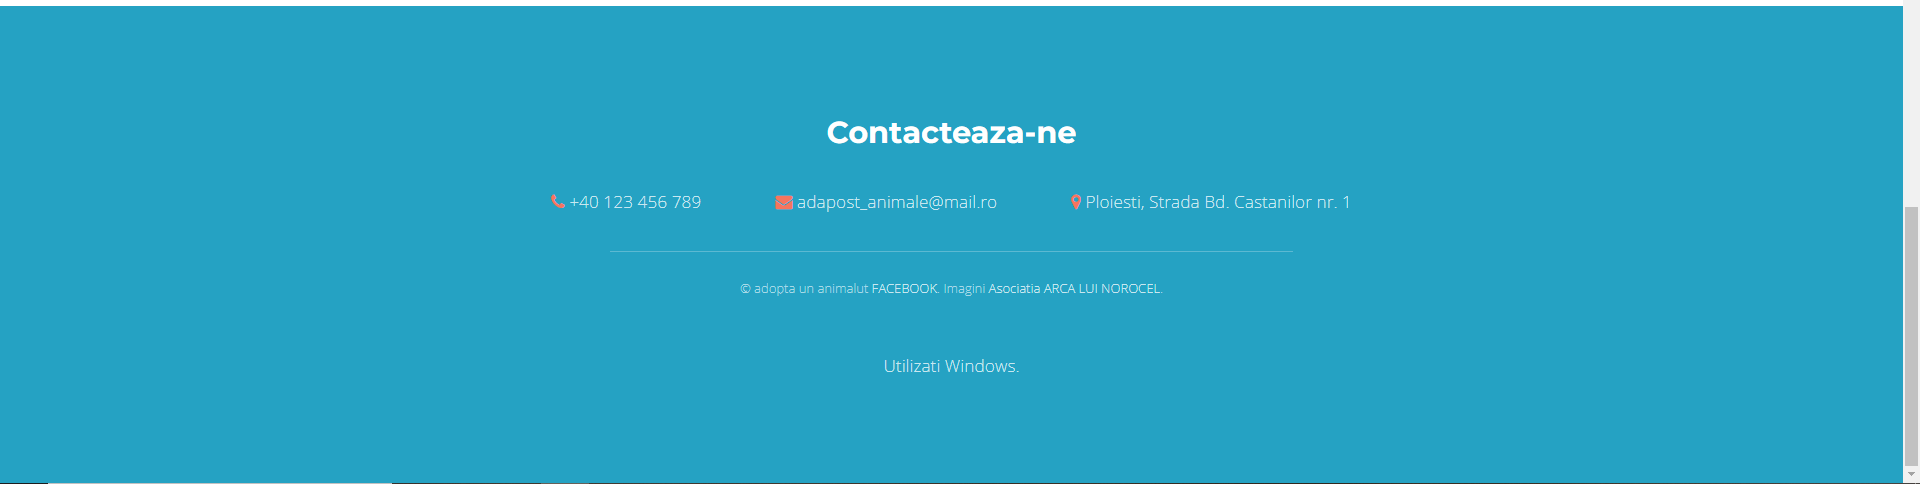 Contacteaza-ne
+40 123 456 789 adapost_animale@mail.ro Ploiesti, Strada Bd. Castanilor nr. 1
© adopta un animalut FACEBOOK. Imagini Asociatia ARCA LUI NOROCEL.
Utilizati Windows.